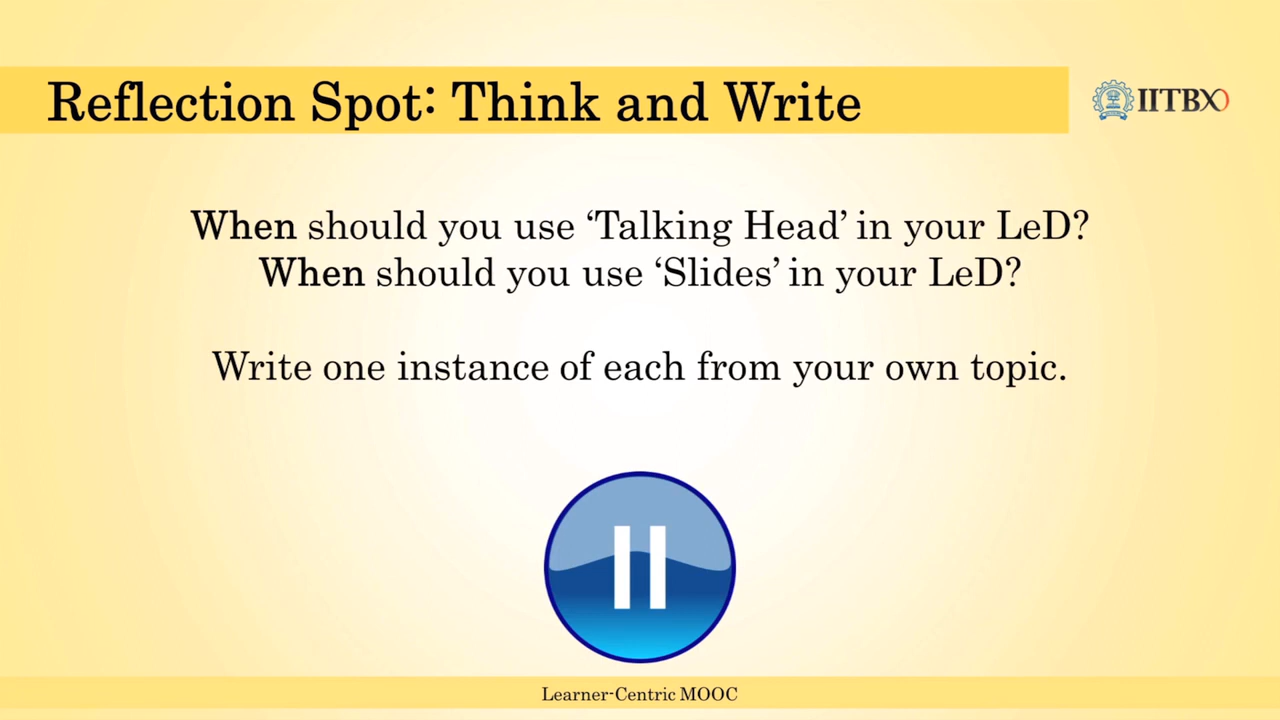 Reflection Spot: Think and Write
IITBX
When should you use ‘Talking Head’ in your LeD?
When should you use ‘Slides’ in your LeD?
Write one instance of each from your own topic.
Learner-Centric MOOC